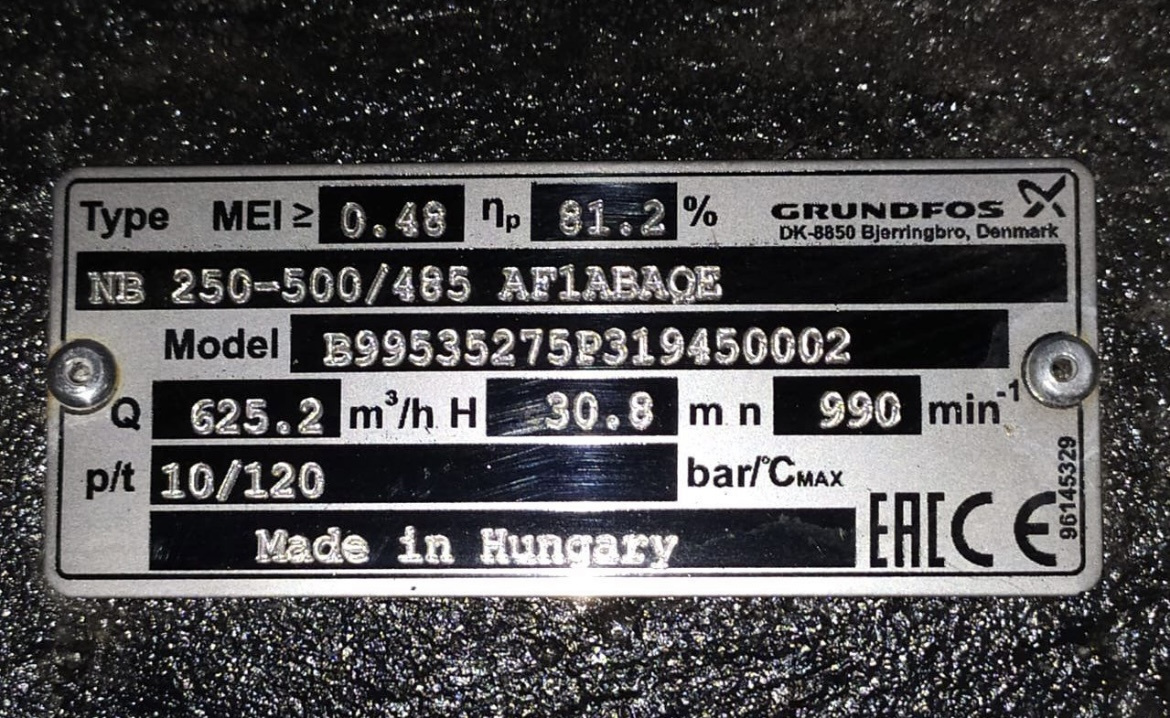 Type MEI ≥ 0.48 ηp 81.2 % GRUNDFOS
DK-8850 Bjerringbro, Denmark
NB 250-500/485 AF1ABAQE
Model B99535275P319450002
Q 625.2 m³/h H 30.8 m n 990 min⁻¹
p/t 10/120 bar/°CMAX
Made in Hungary
EAC CE
96145329